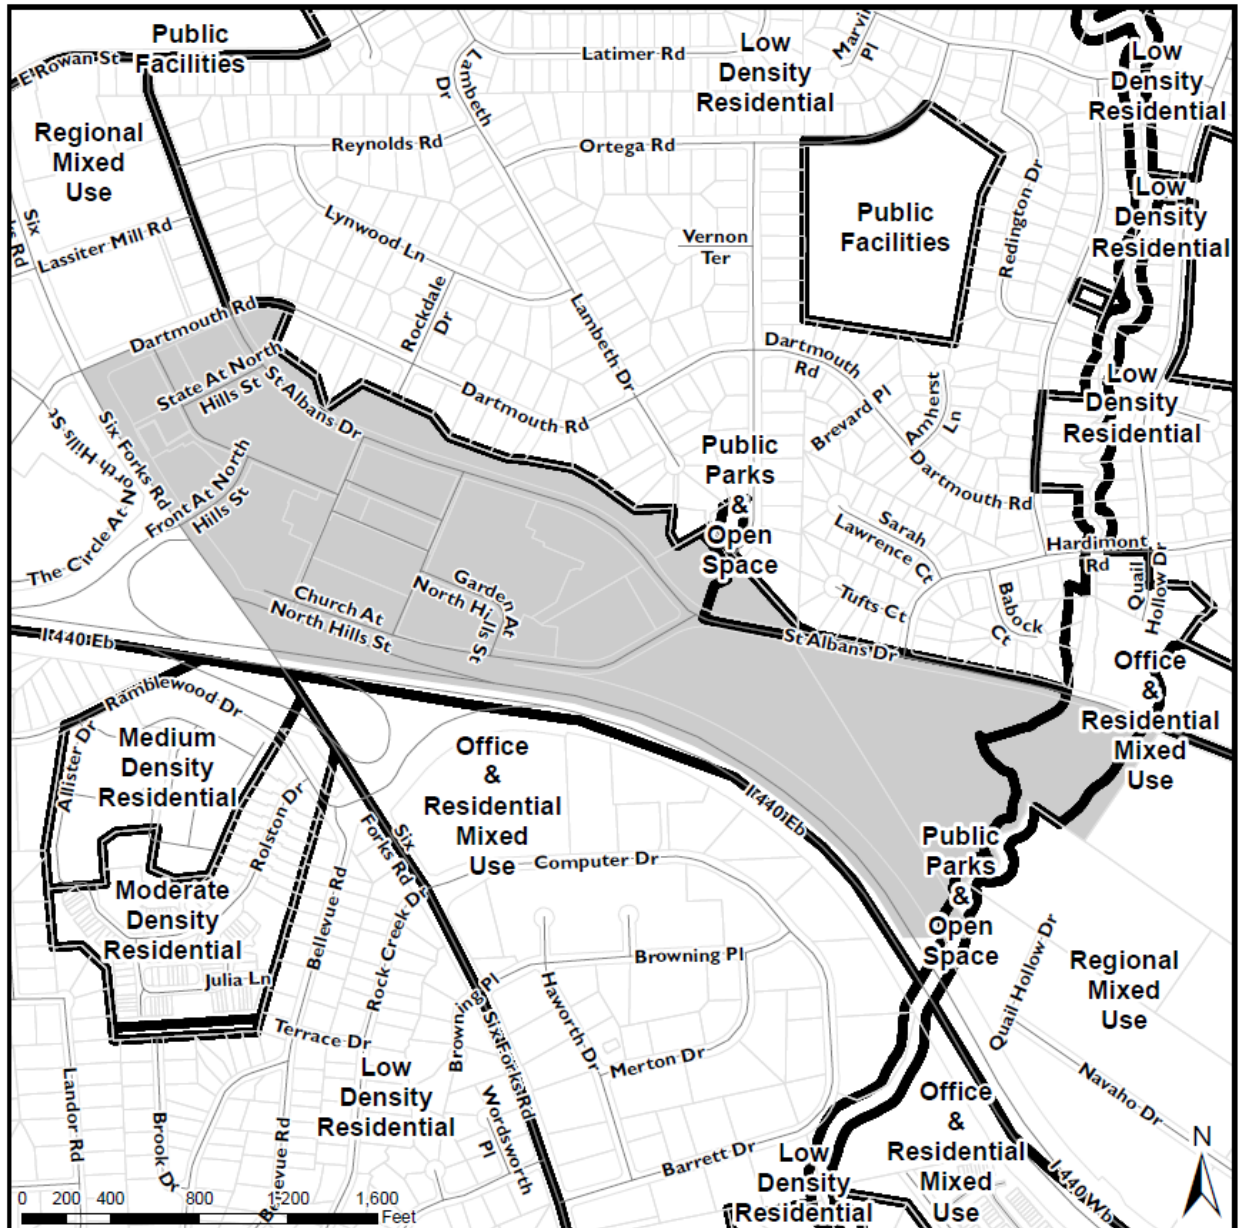 Public
Facilities
E Rowan St
Latimer Rd
Low
Density
Residential
Marvin
Pl
Low
Density
Residential
Lambeth
Dr
Regional
Mixed
Use
Reynolds Rd
Ortega Rd
Redington Dr
Public
Facilities
Low
Density
Residential
Six
ks Rd
Lassiter Mill Rd
Lynwood Ln
Vernon
Ter
Rockdale
Dr
Lambeth Dr
Dartmouth Rd
State At North
Hills St
St Albans Dr
Dartmouth Rd
Dartmouth
Rd
Brevard Pl
Amherst
Ln
Low
Density
Residential
Six Forks Rd
North Hills St
The Circle At N
Front At North
Hills St
Public
Parks
&
Open
Space
Dartmouth Rd
Sarah
Lawrence Ct
Hardimont
Rd
Quail
Hollow Dr
Tufts Ct
Babock
Ct
Church At
North Hills St
Garden At
North Hills St
I 440 Eb
St Albans Dr
Office
&
Residential
Mixed
Use
Ramblewood Dr
Allister Dr
Medium
Density
Residential
Office
&
Residential
Mixed
Use
I 440 Eb
Rolston Dr
Six
Forks Rd
Computer Dr
Public
Parks
&
Open
Space
Moderate
Density
Residential
Bellevue Rd
Rock Creek Dr
Julia Ln
Browning Pl
Browning Pl
Haworth Dr
Six Forks Rd
Quail Hollow Dr
Regional
Mixed
Use
Terrace Dr
Merton Dr
Low
Density
Residential
Landor Rd
Brook Dr
Bellevue Rd
Wordsworth
Pl
Barrett Dr
Navaho Dr
Office
&
Residential
Mixed
Use
Low
Density
Residential
I 440 Wb
N
0 200 400 800 1,200 1,600
Feet